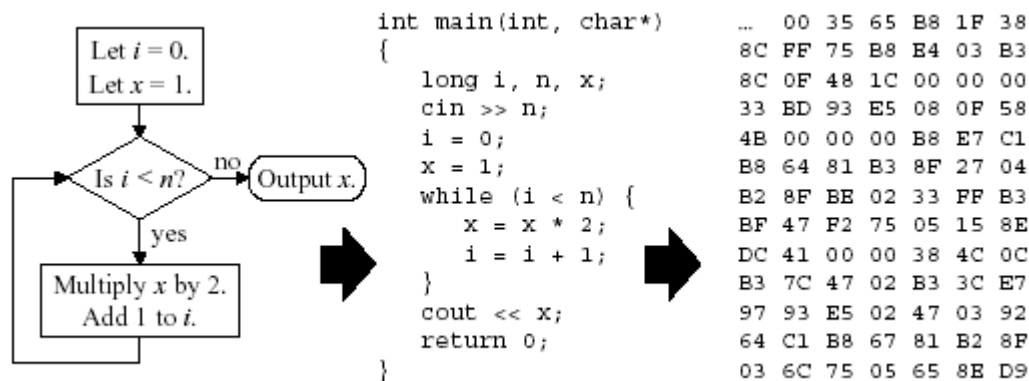 Let i = 0.
Let x = 1.
Is i < n?
no
Output x.
yes
Multiply x by 2.
Add 1 to i.
int main(int, char*)
{
long i, n, x;
cin >> n;
i = 0;
x = 1;
while (i < n) {
x = x * 2;
i = i + 1;
}
cout << x;
return 0;
}
… 00 35 65 B8 1F 38
8C FF 75 B8 E4 03 B3
8C 0F 48 1C 00 00 00
33 BD 93 E5 08 0F 58
4B 00 00 00 B8 E7 C1
B8 64 81 B3 8F 27 04
B2 8F BE 02 33 FF B3
BF 47 F2 75 05 15 8E
DC 41 00 00 38 4C 0C
B3 7C 47 02 B3 3C E7
97 93 E5 02 47 03 92
64 C1 B8 67 81 B2 8F
03 6C 75 05 65 8E D9